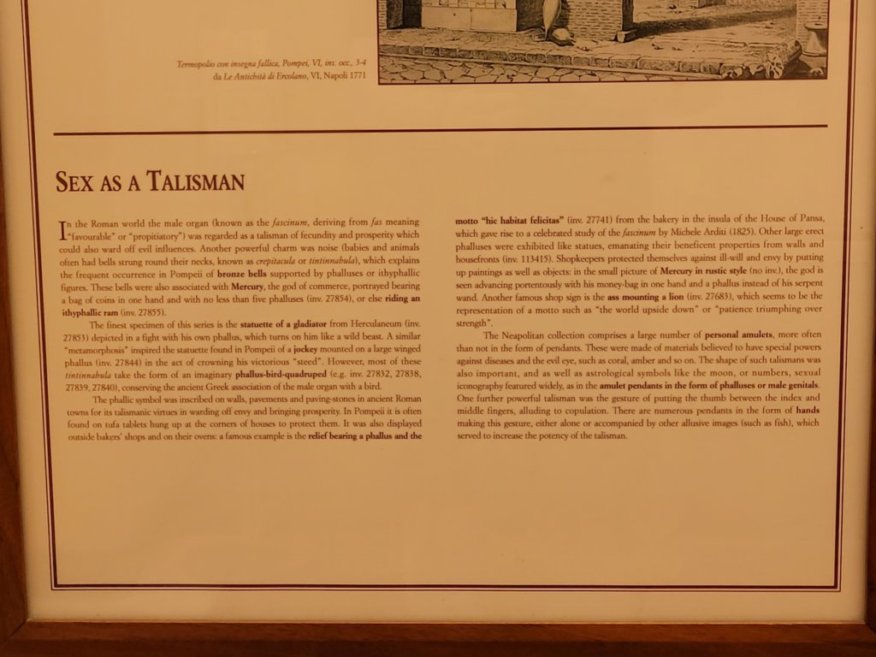 Termopolio con insegna fallica, Pompei, VI, ins. occ., 3-4
da Le Antichità di Ercolano, VI, Napoli 1771
SEX AS A TALISMAN
In the Roman world the male organ (known as the fascinum, deriving from fas meaning
"favourable" or "propitiatory") was regarded as a talisman of fecundity and prosperity which
could also ward off evil influences. Another powerful charm was noise (babies and animals
often had bells strung round their necks, known as crepitacula or tintinnabula), which explains
the frequent occurrence in Pompeii of bronze bells supported by phalluses or ithyphallic
figures. These bells were also associated with Mercury, the god of commerce, portrayed bearing
a bag of coins in one hand and with no less than five phalluses (inv. 27854), or else riding an
ithyphallic ram (inv. 27855).
The finest specimen of this series is the statuette of a gladiator from Herculaneum (inv.
27853) depicted in a fight with his own phallus, which turns on him like a wild beast. A similar
"metamorphosis" inspired the statuette found in Pompeii of a jockey mounted on a large winged
phallus (inv. 27844) in the act of crowning his victorious "steed". However, most of these
tintinnabula take the form of an imaginary phallus-bird-quadruped (e.g. inv. 27832, 27838,
27839, 27840), conserving the ancient Greek association of the male organ with a bird.
The phallic symbol was inscribed on walls, pavements and paving-stones in ancient Roman
towns for its talismanic virtues in warding off envy and bringing prosperity. In Pompeii it is often
found on tufa tablets hung up at the corners of houses to protect them. It was also displayed
outside bakers' shops and on their ovens: a famous example is the relief bearing a phallus and the
motto "hic habitat felicitas" (inv. 27741) from the bakery in the insula of the House of Pansa,
which gave rise to a celebrated study of the fascinum by Michele Arditi (1825). Other large erect
phalluses were exhibited like statues, emanating their beneficent properties from walls and
housefronts (inv. 113415). Shopkeepers protected themselves against ill-will and envy by putting
up paintings as well as objects: in the small picture of Mercury in rustic style (no inv.), the god is
seen advancing portentously with his money-bag in one hand and a phallus instead of his serpent
wand. Another famous shop sign is the ass mounting a lion (inv. 27683), which seems to be the
representation of a motto such as "the world upside down" or "patience triumphing over
strength".
The Neapolitan collection comprises a large number of personal amulets, more often
than not in the form of pendants. These were made of materials believed to have special powers
against diseases and the evil eye, such as coral, amber and so on. The shape of such talismans was
also important, and as well as astrological symbols like the moon, or numbers, sexual
iconography featured widely, as in the amulet pendants in the form of phalluses or male genitals.
One further powerful talisman was the gesture of putting the thumb between the index and
middle fingers, alluding to copulation. There are numerous pendants in the form of hands
making this gesture, either alone or accompanied by other allusive images (such as fish), which
served to increase the potency of the talisman.